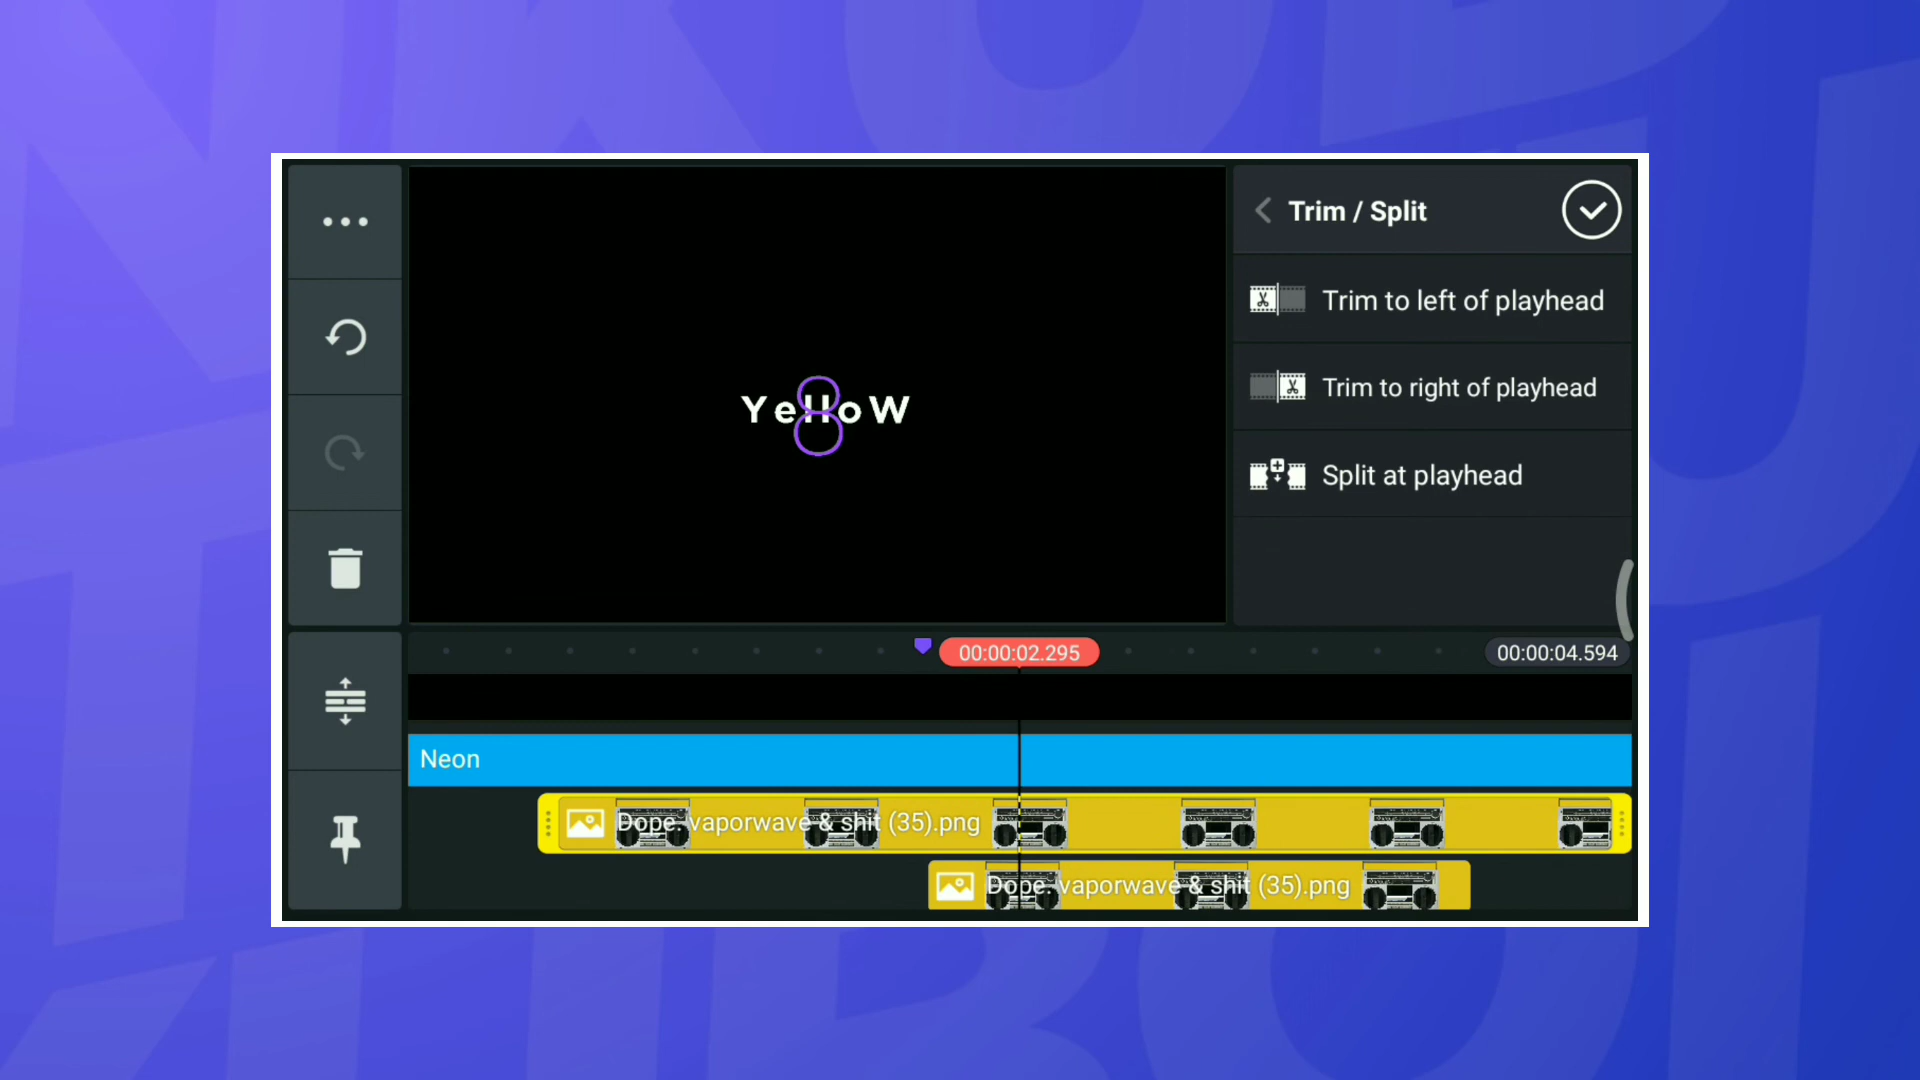 Trim / Split
Trim to left of playhead
Trim to right of playhead
Split at playhead
YelloW
8
00:00:02.295
00:00:04.594
Neon
Dope. vaporwave & shit (35).png
Dope. vaporwave & shit (35).png